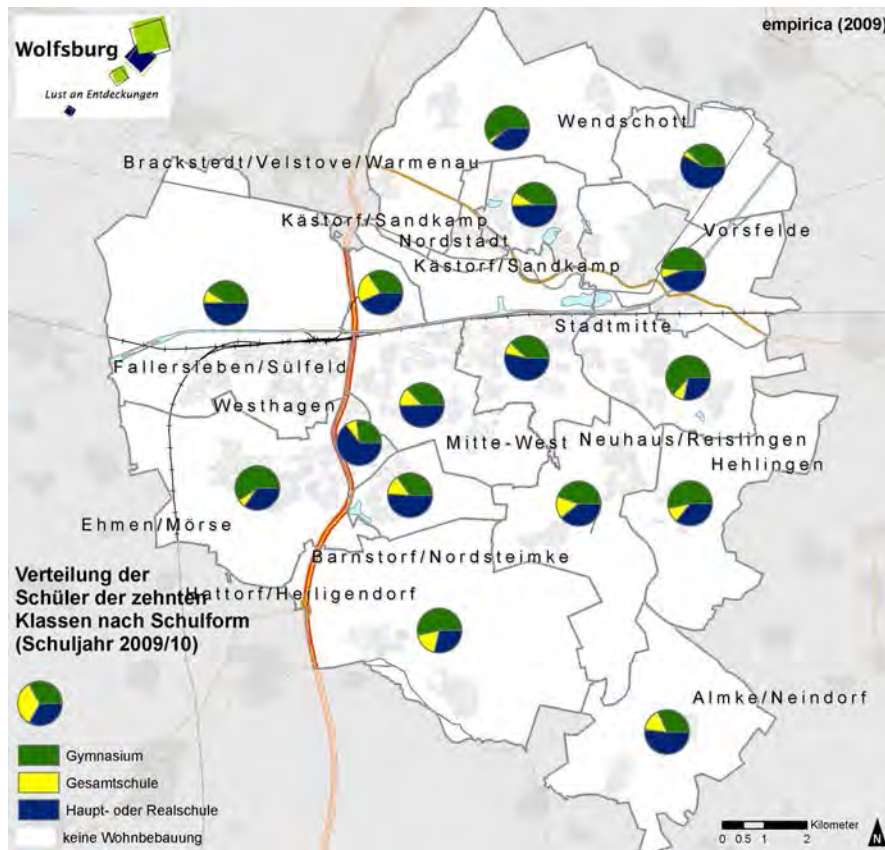 Wolfsburg
Lust an Entdeckungen
empirica (2009)
Wendschott
Brackstedt/Velstove/Warmenau
Kästorf/Sandkamp
Nordstadt
Vorsfelde
Kästorf/Sandkamp
Stadtmitte
Fallersleben/Sülfeld
Westhagen
Mitte-West
Neuhaus/Reislingen
Hehlingen
Ehmen/Mörse
Barnstorf/Nordsteimke
Hattorf/Heiligendorf
Almke/Neindorf
Verteilung der
Schüler der zehnten
Klassen nach Schulform
(Schuljahr 2009/10)
Gymnasium
Gesamtschule
Haupt- oder Realschule
keine Wohnbebauung
Kilometer
0 0.5 1 2
N